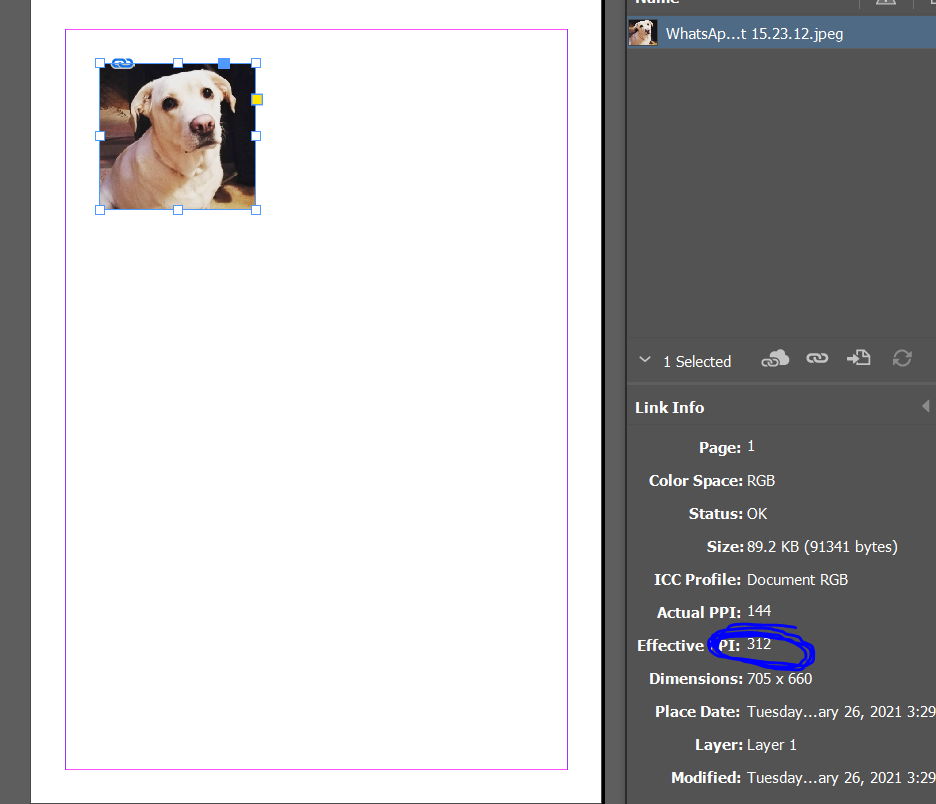 Name
WhatsAp...t 15.23.12.jpeg
1 Selected
Link Info
Page: 1
Color Space: RGB
Status: OK
Size: 89.2 KB (91341 bytes)
ICC Profile: Document RGB
Actual PPI: 144
Effective PI: 312
Dimensions: 705 x 660
Place Date: Tuesday...ary 26, 2021 3:29
Layer: Layer 1
Modified: Tuesday...ary 26, 2021 3:29